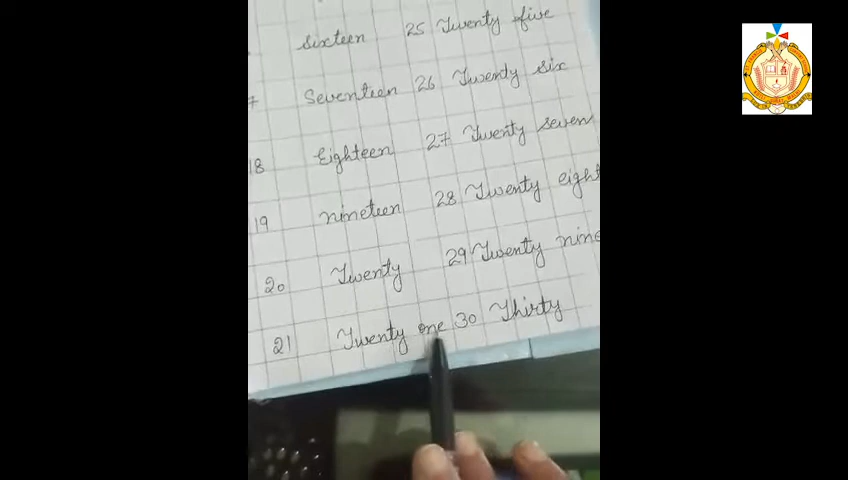 Sixteen 25 Twenty five
7 Seventeen 26 Twenty six
18 Eighteen 27 Twenty seven
19 nineteen 28 Twenty eight
20 Twenty 29 Twenty nine
21 Twenty one 30 Thirty